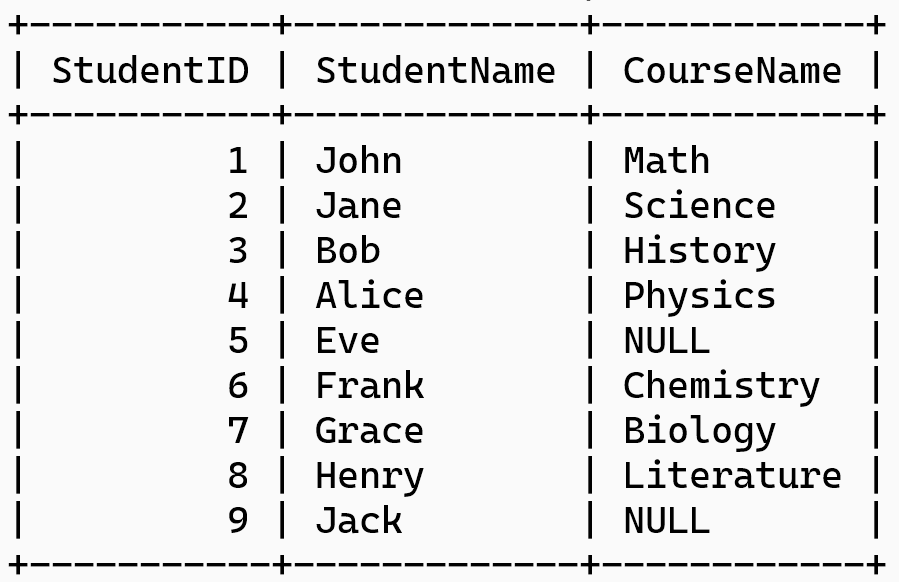 +------------+-------------+------------+
| StudentID | StudentName | CourseName |
+------------+-------------+------------+
| 1 | John | Math |
| 2 | Jane | Science |
| 3 | Bob | History |
| 4 | Alice | Physics |
| 5 | Eve | NULL |
| 6 | Frank | Chemistry |
| 7 | Grace | Biology |
| 8 | Henry | Literature |
| 9 | Jack | NULL |
+------------+-------------+------------+